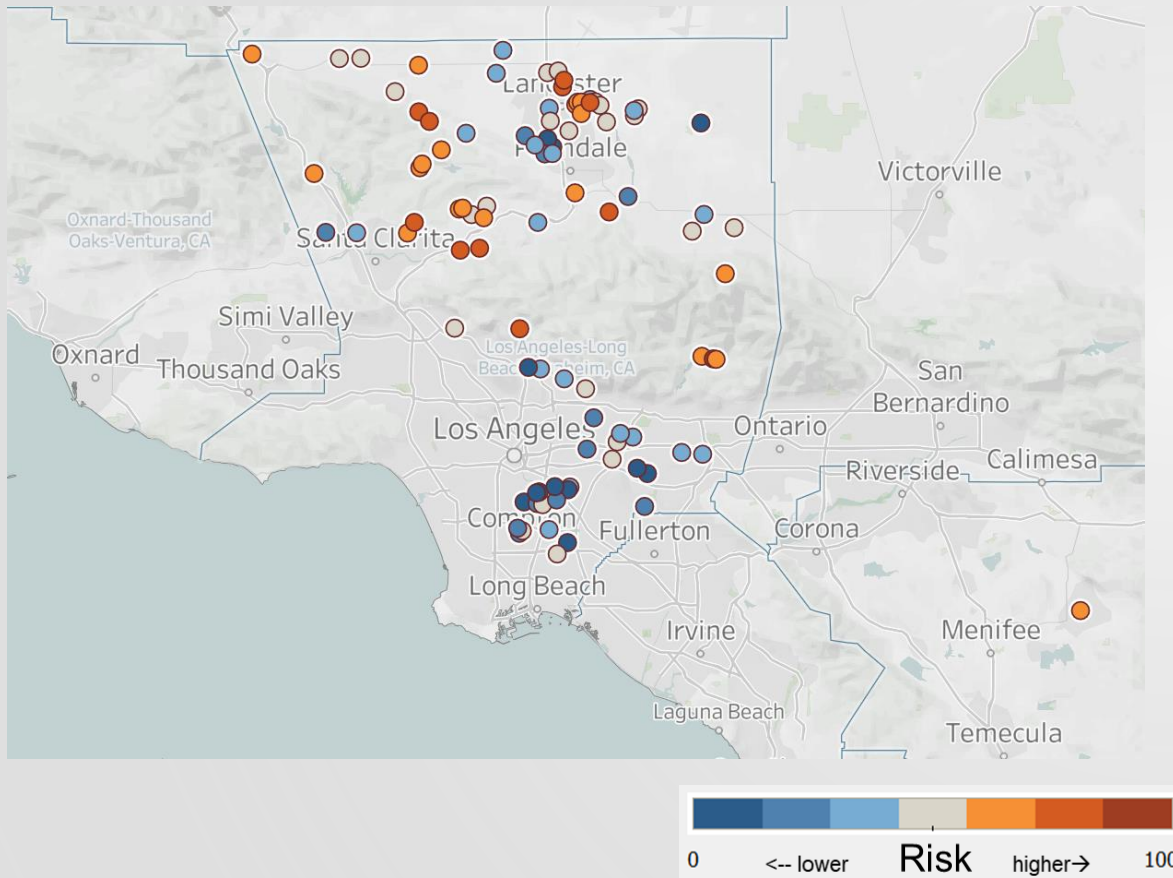 Lancaster
Palmdale
Victorville
Oxnard-Thousand
Oaks-Ventura, CA
Santa Clarita
Simi Valley
Los Angeles-Long
Beach-Anaheim, CA
Oxnard
Thousand Oaks
San
Bernardino
Los Angeles
Ontario
Calimesa
Riverside
Compton
Fullerton
Corona
Long Beach
Irvine
Menifee
Laguna Beach
Temecula
0 <-- lower Risk higher→ 100